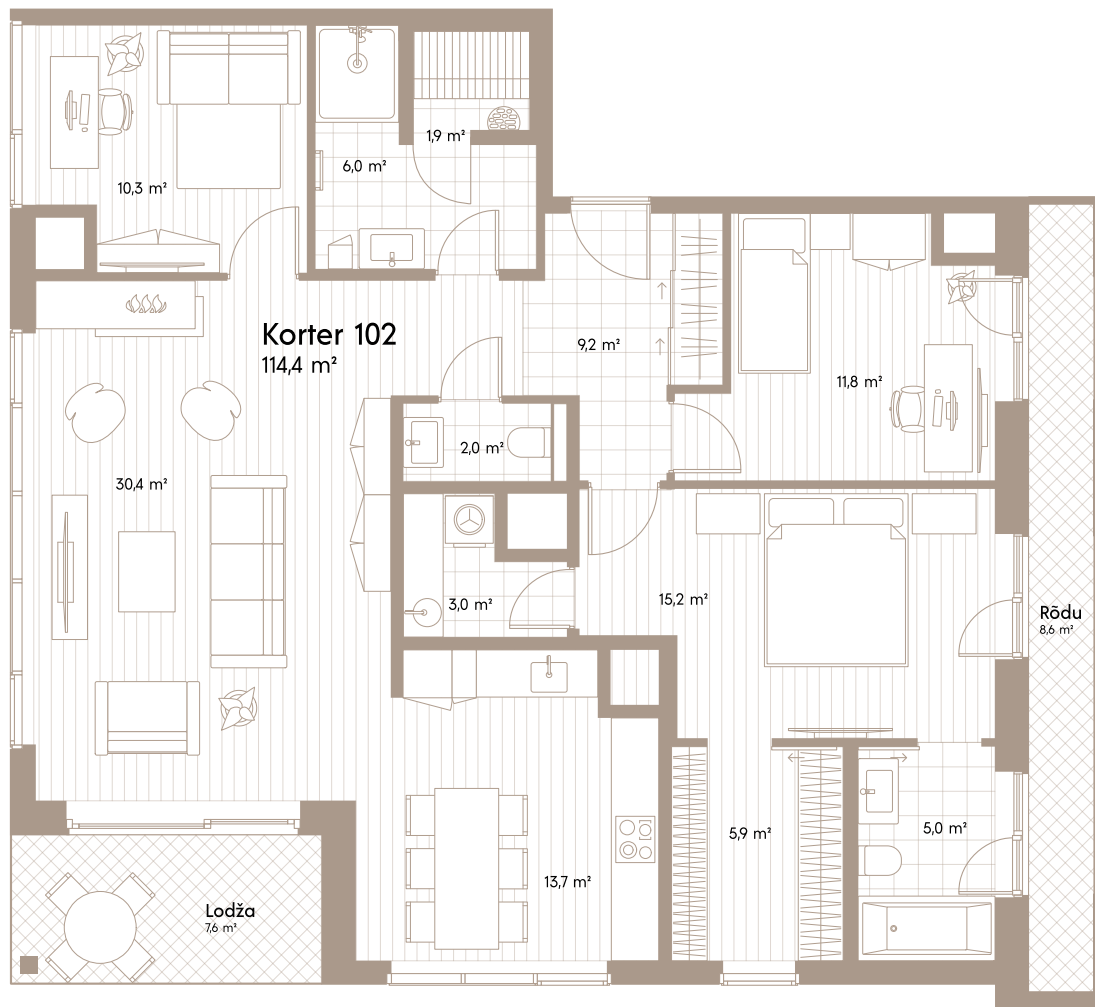 1,9 m²
6,0 m²
10,3 m²
Korter 102
114,4 m²
9,2 m²
11,8 m²
2,0 m²
30,4 m²
15,2 m²
3,0 m²
Rõdu
8,6 m²
5,9 m²
5,0 m²
13,7 m²
Lodža
7,6 m²